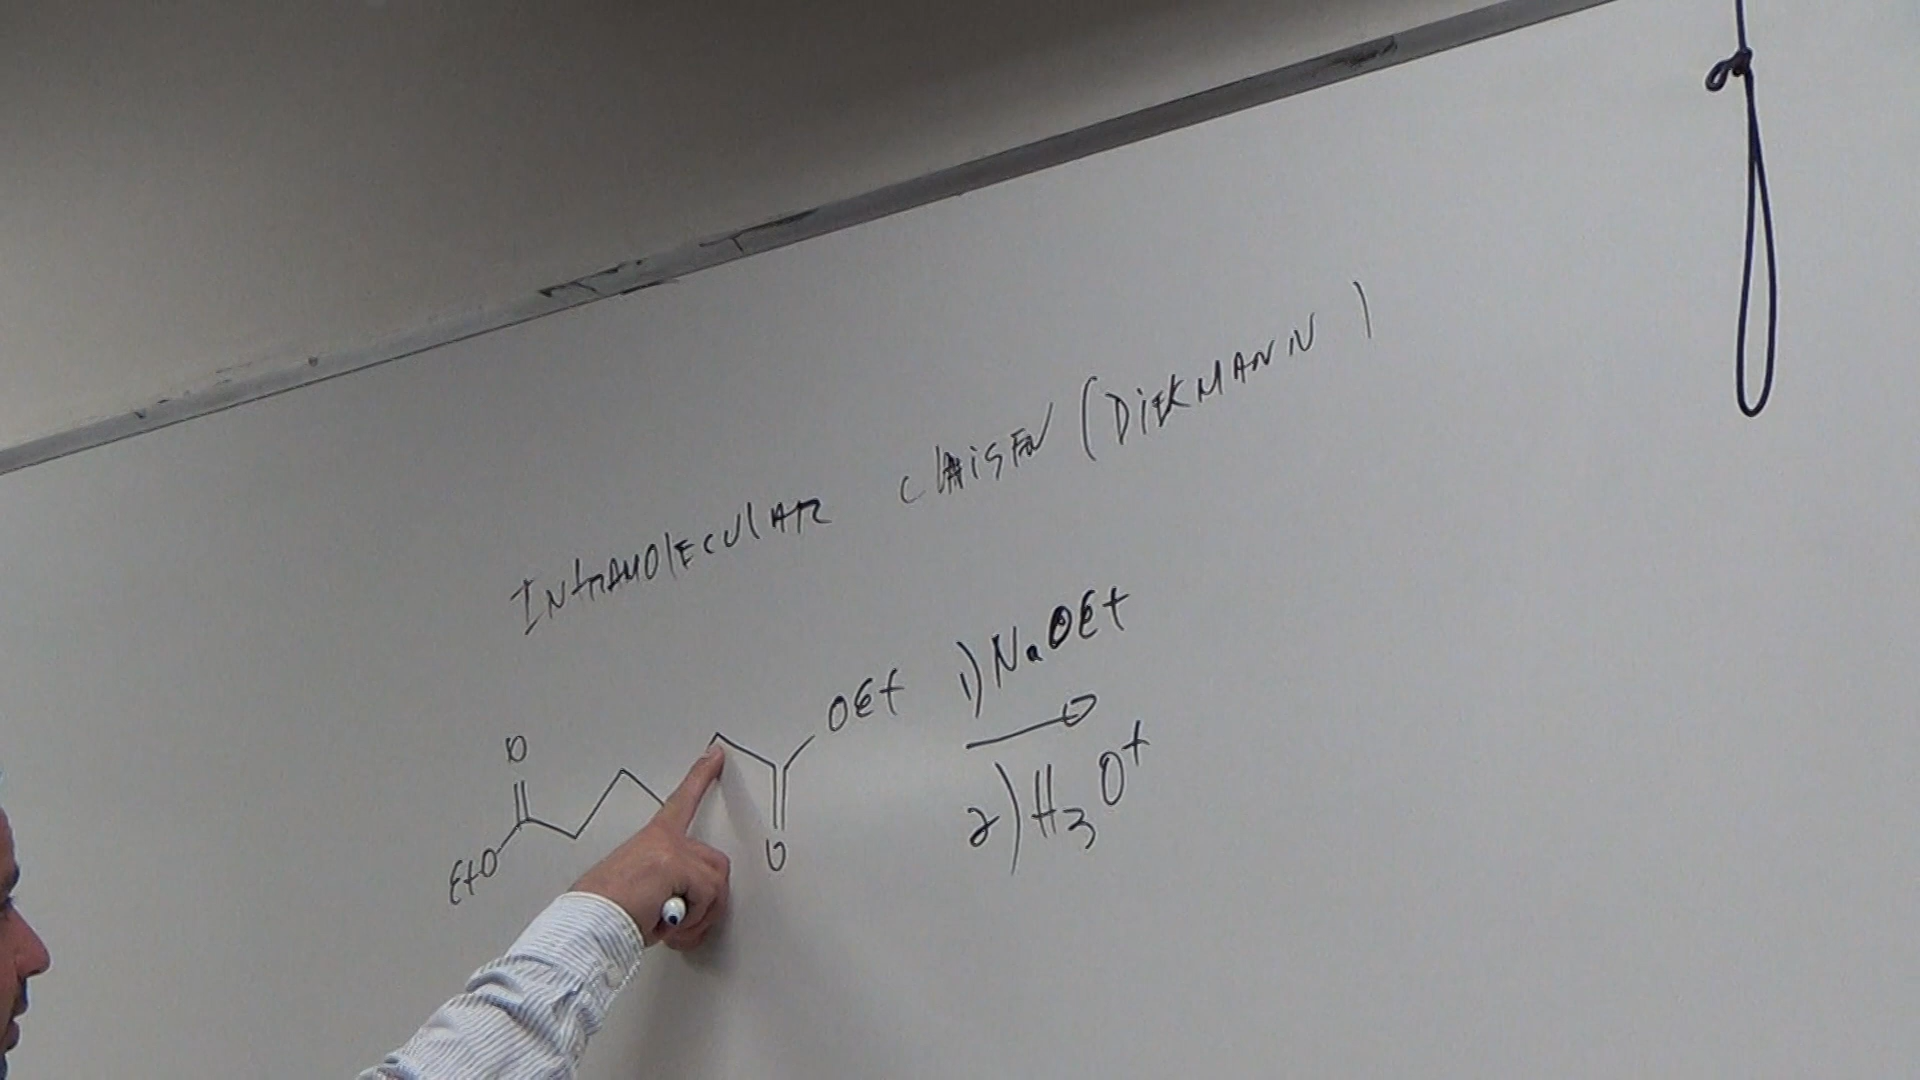 INTRAMOLECULAR CLAISEN (DIEKMANN)
1) NaOEt
OEt
O
2) H3O+
O
EtO